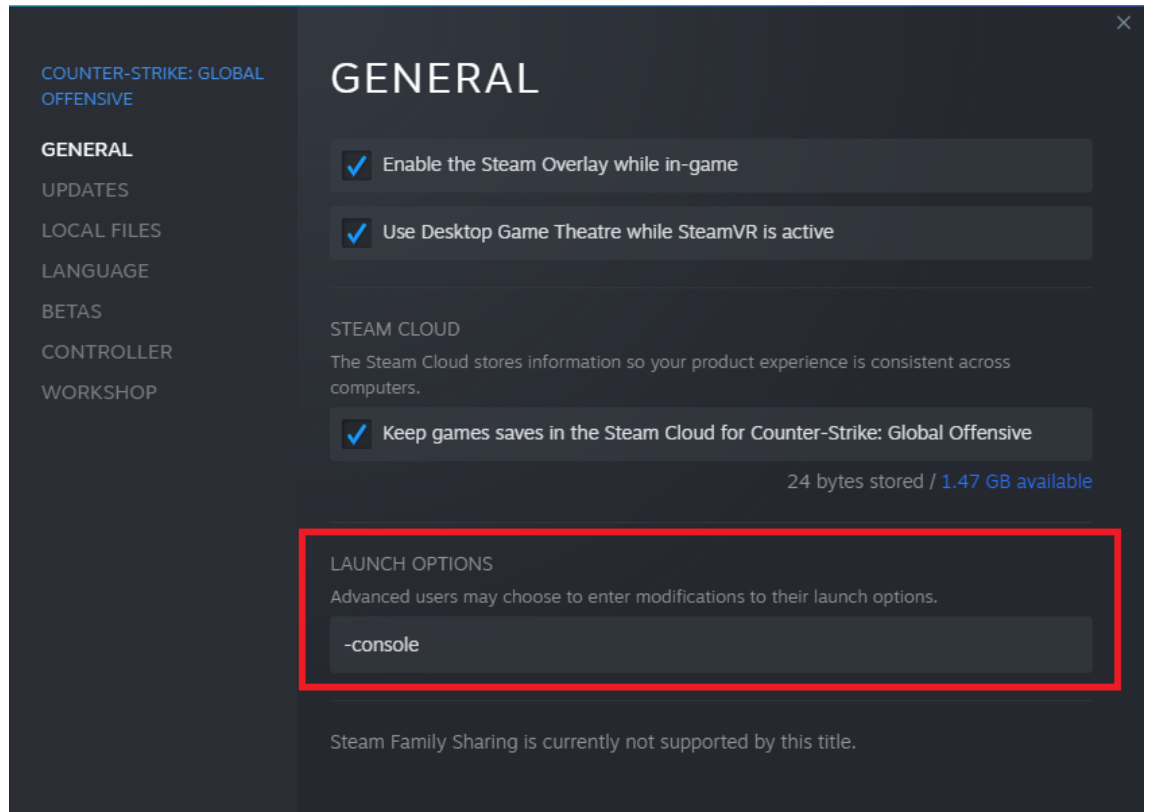 COUNTER-STRIKE: GLOBAL
OFFENSIVE
GENERAL
UPDATES
LOCAL FILES
LANGUAGE
BETAS
CONTROLLER
WORKSHOP
GENERAL
Enable the Steam Overlay while in-game
Use Desktop Game Theatre while SteamVR is active
STEAM CLOUD
The Steam Cloud stores information so your product experience is consistent across
computers.
Keep games saves in the Steam Cloud for Counter-Strike: Global Offensive
24 bytes stored / 1.47 GB available
LAUNCH OPTIONS
Advanced users may choose to enter modifications to their launch options.
-console
Steam Family Sharing is currently not supported by this title.